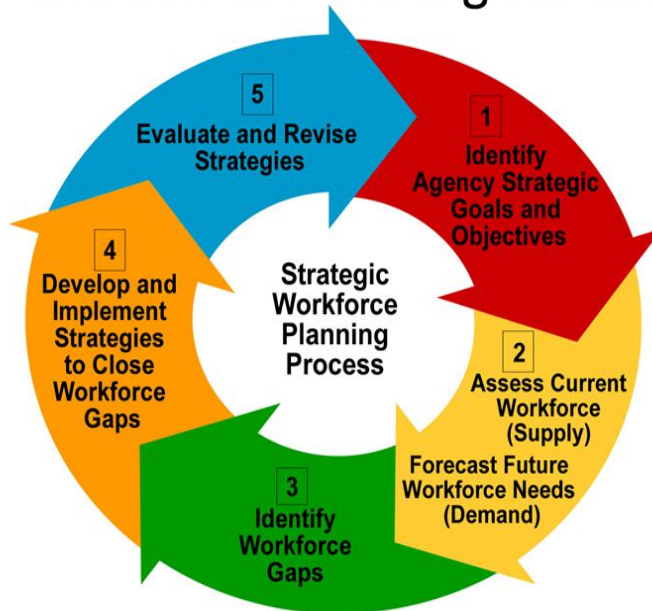 Strategic
Workforce
Planning
Process
1
Identify
Agency Strategic
Goals and
Objectives
2
Assess Current
Workforce
(Supply)
Forecast Future
Workforce Needs
(Demand)
3
Identify
Workforce
Gaps
4
Develop and
Implement
Strategies
to Close
Workforce
Gaps
5
Evaluate and Revise
Strategies